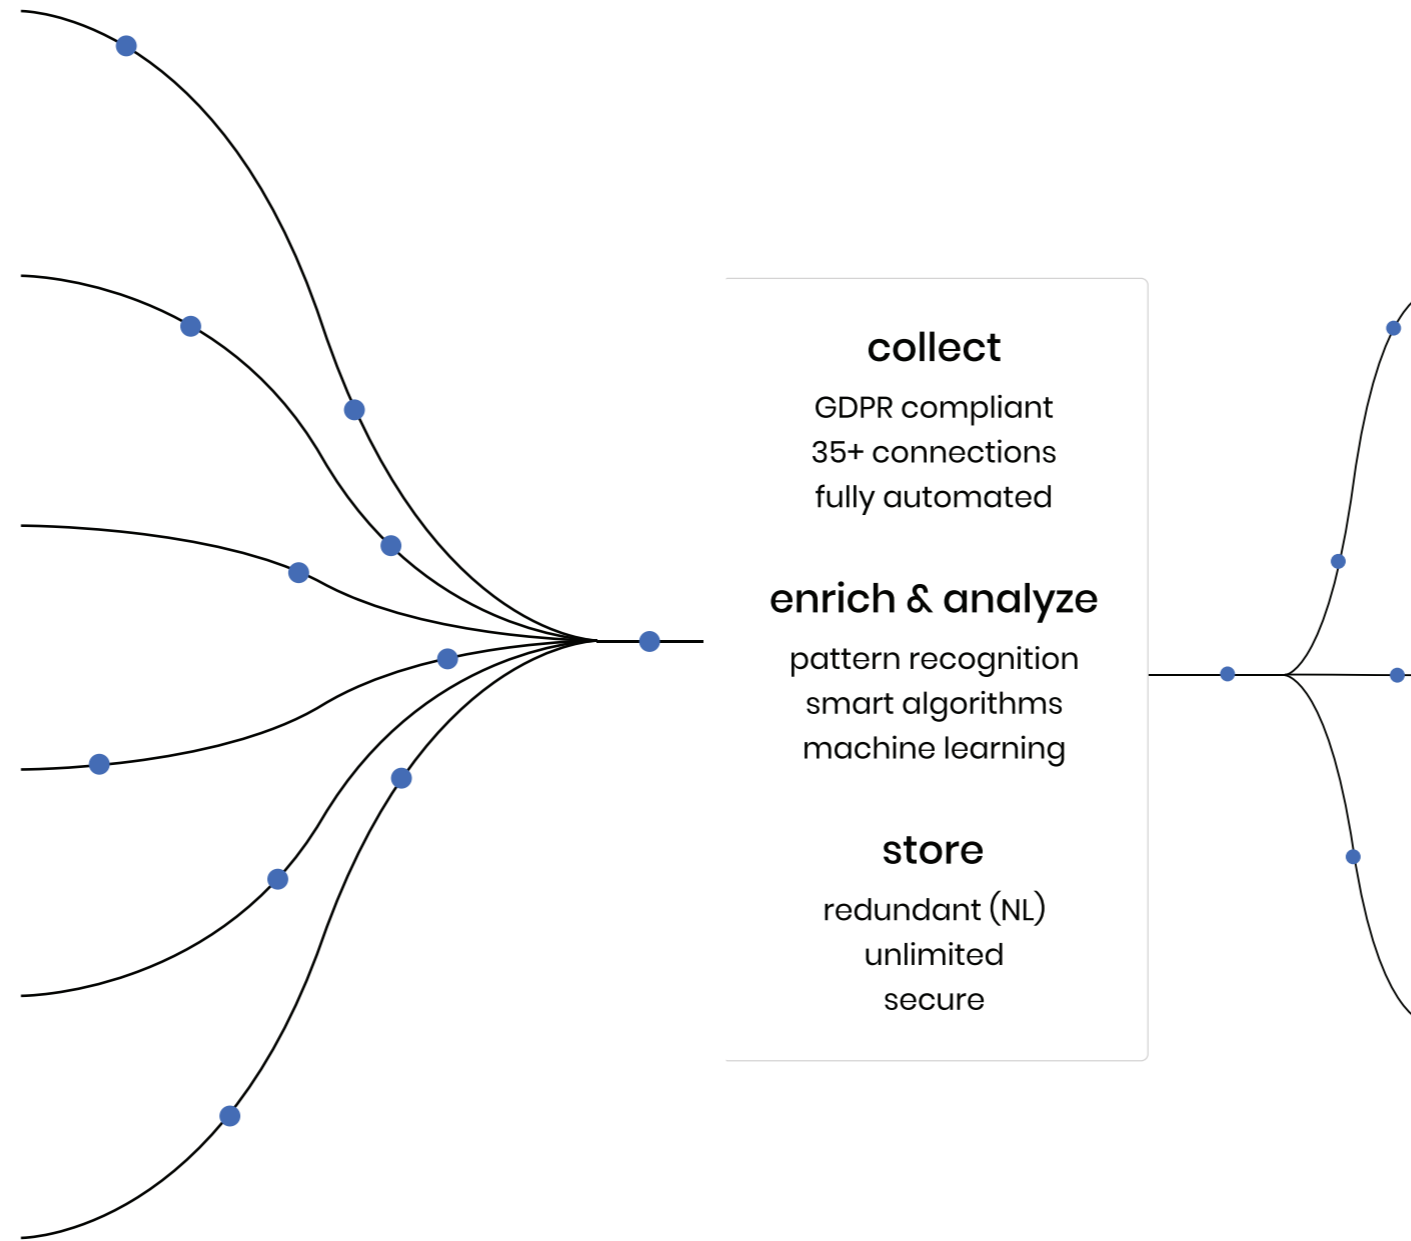 collect
GDPR compliant
35+ connections
fully automated
enrich & analyze
pattern recognition
smart algorithms
machine learning
store
redundant (NL)
unlimited
secure